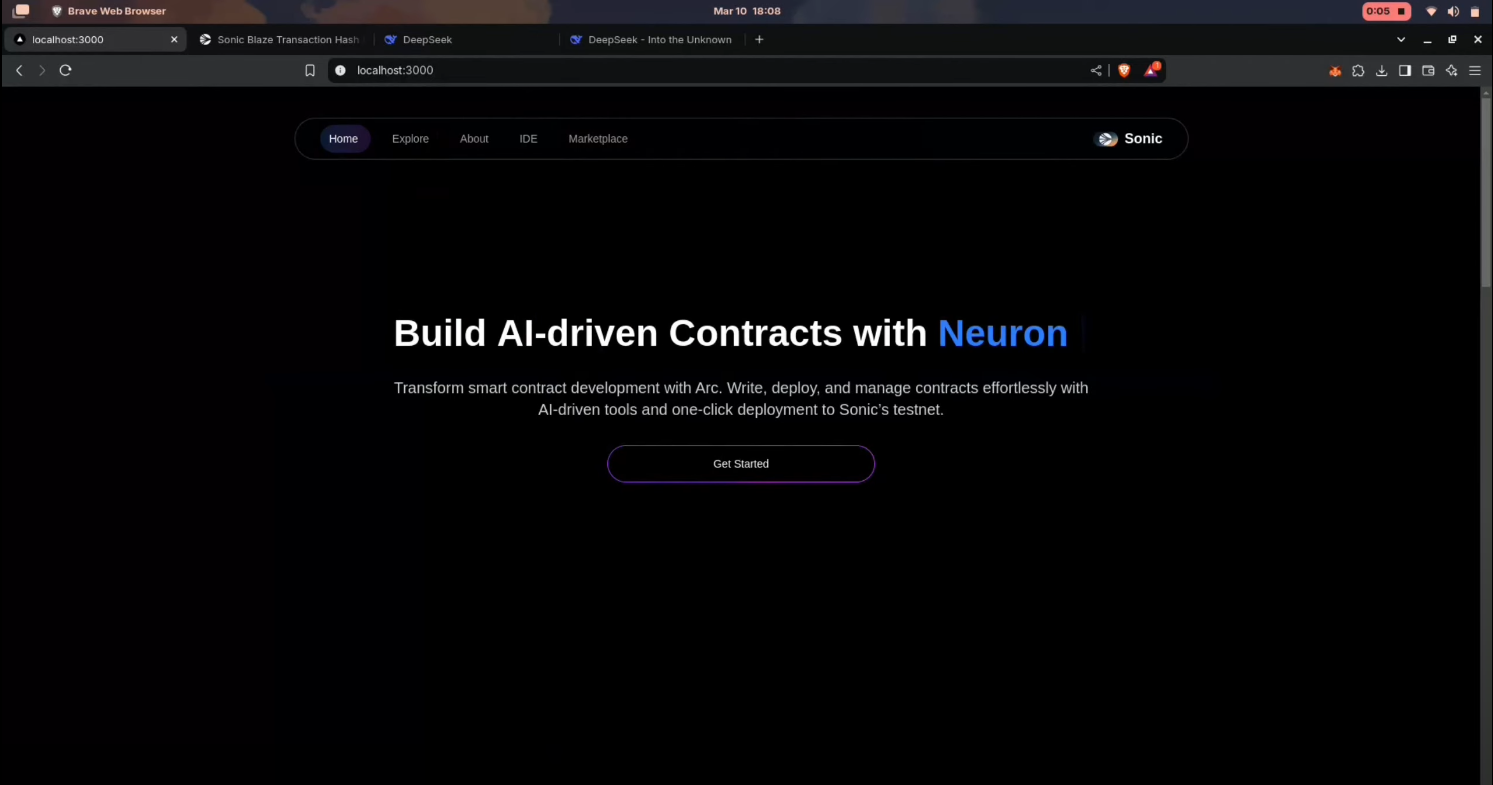 Brave Web Browser
Mar 10 18:08
0:05
localhost:3000
Sonic Blaze Transaction Hash
DeepSeek
DeepSeek - Into the Unknown
localhost:3000
Home
Explore
About
IDE
Marketplace
Sonic
Build AI-driven Contracts with Neuron
Transform smart contract development with Arc. Write, deploy, and manage contracts effortlessly with
AI-driven tools and one-click deployment to Sonic’s testnet.
Get Started